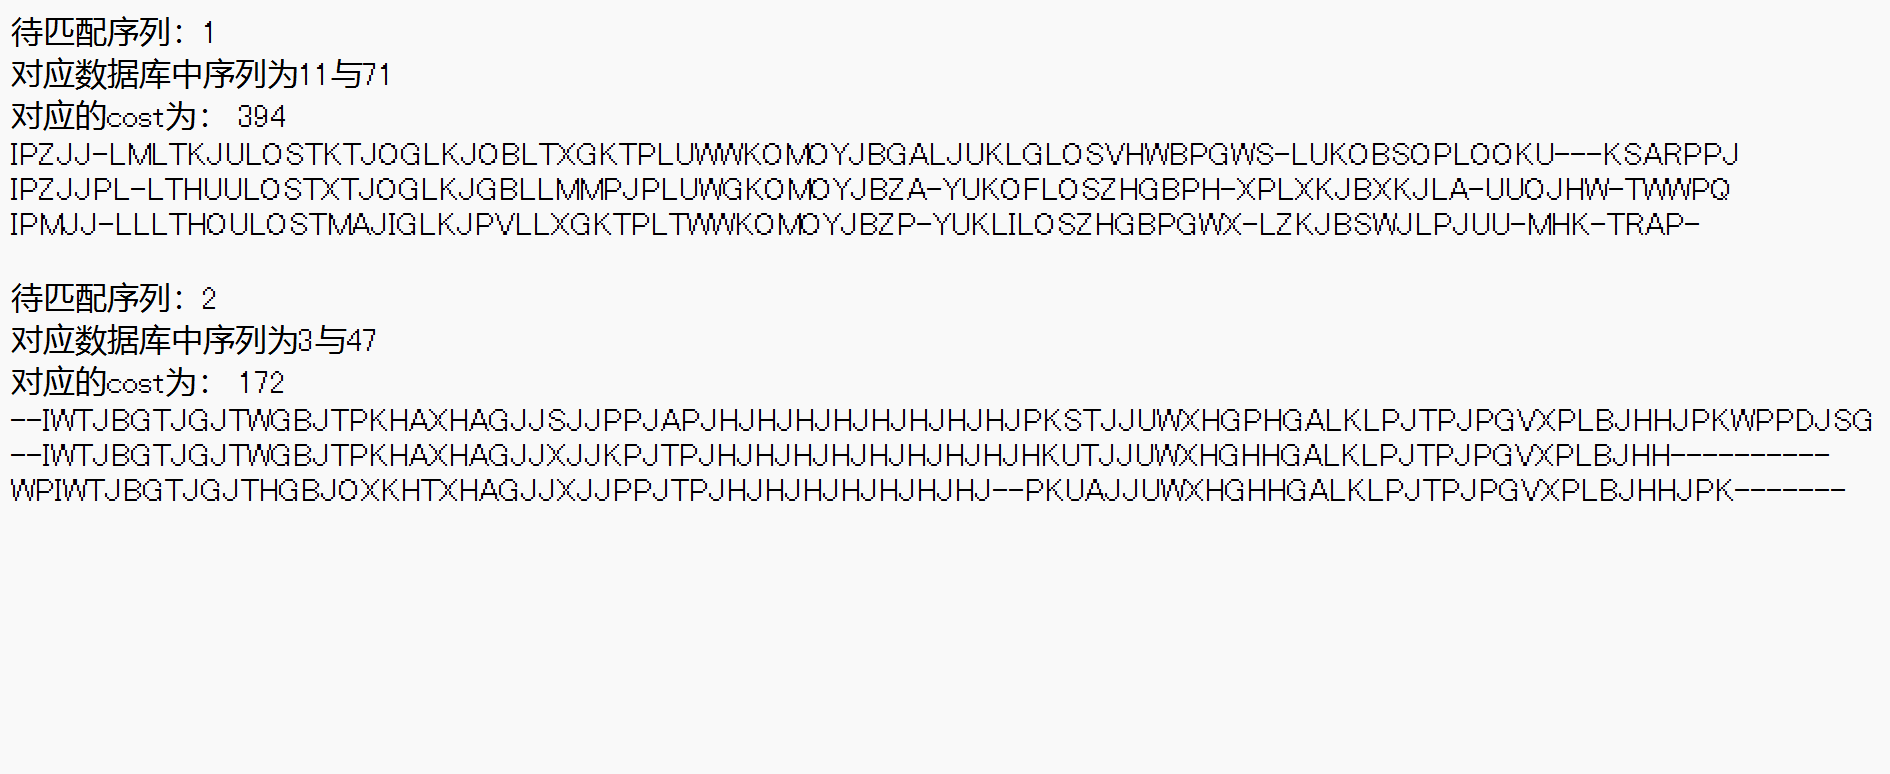 待匹配序列：1
对应数据库中序列为11与71
对应的cost为： 394
IPZJJ-LMLTKJULOSTKTJOGLKJOBLTXGKTPLUWWKOMOYJBGALJUKLGLOSVHWBPGWS-LUKOBSOPLOOKU---KSARPPJ
IPZJJPL-LTHUULOSTXTJOGLKJGBLLMMPJPLUWGKOMOYJBZA-YUKOFLOSZHGBPH-XPLXKJBXKJLA-UUOJHW-TWWPQ
IPMJJ-LLLTHOULOSTMAJIGLKJPVLLXGKTPLTWWKOMOYJBZP-YUKLILOSZHGBPGWX-LZKJBSWJLPJUU-MHK-TRAP-
待匹配序列：2
对应数据库中序列为3与47
对应的cost为： 172
--IWTJBGTJGJTWGBJTPKHAXHAGJJSJJPPJAPJHJHJHJHJHJHJHJHJPKSTJJUWXHGPHGALKLPJTPJPGVXPLBJHHJPKWPPDJSG
--IWTJBGTJGJTWGBJTPKHAXHAGJJXJJKPJTPJHJHJHJHJHJHJHJHJHKUTJJUWXHGHHGALKLPJTPJPGVXPLBJHH----------
WPIWTJBGTJGJTHGBJOXKHTXHAGJJXJJPPJTPJHJHJHJHJHJHJHJ--PKUAJJUWXHGHHGALKLPJTPJPGVXPLBJHHJPK-------